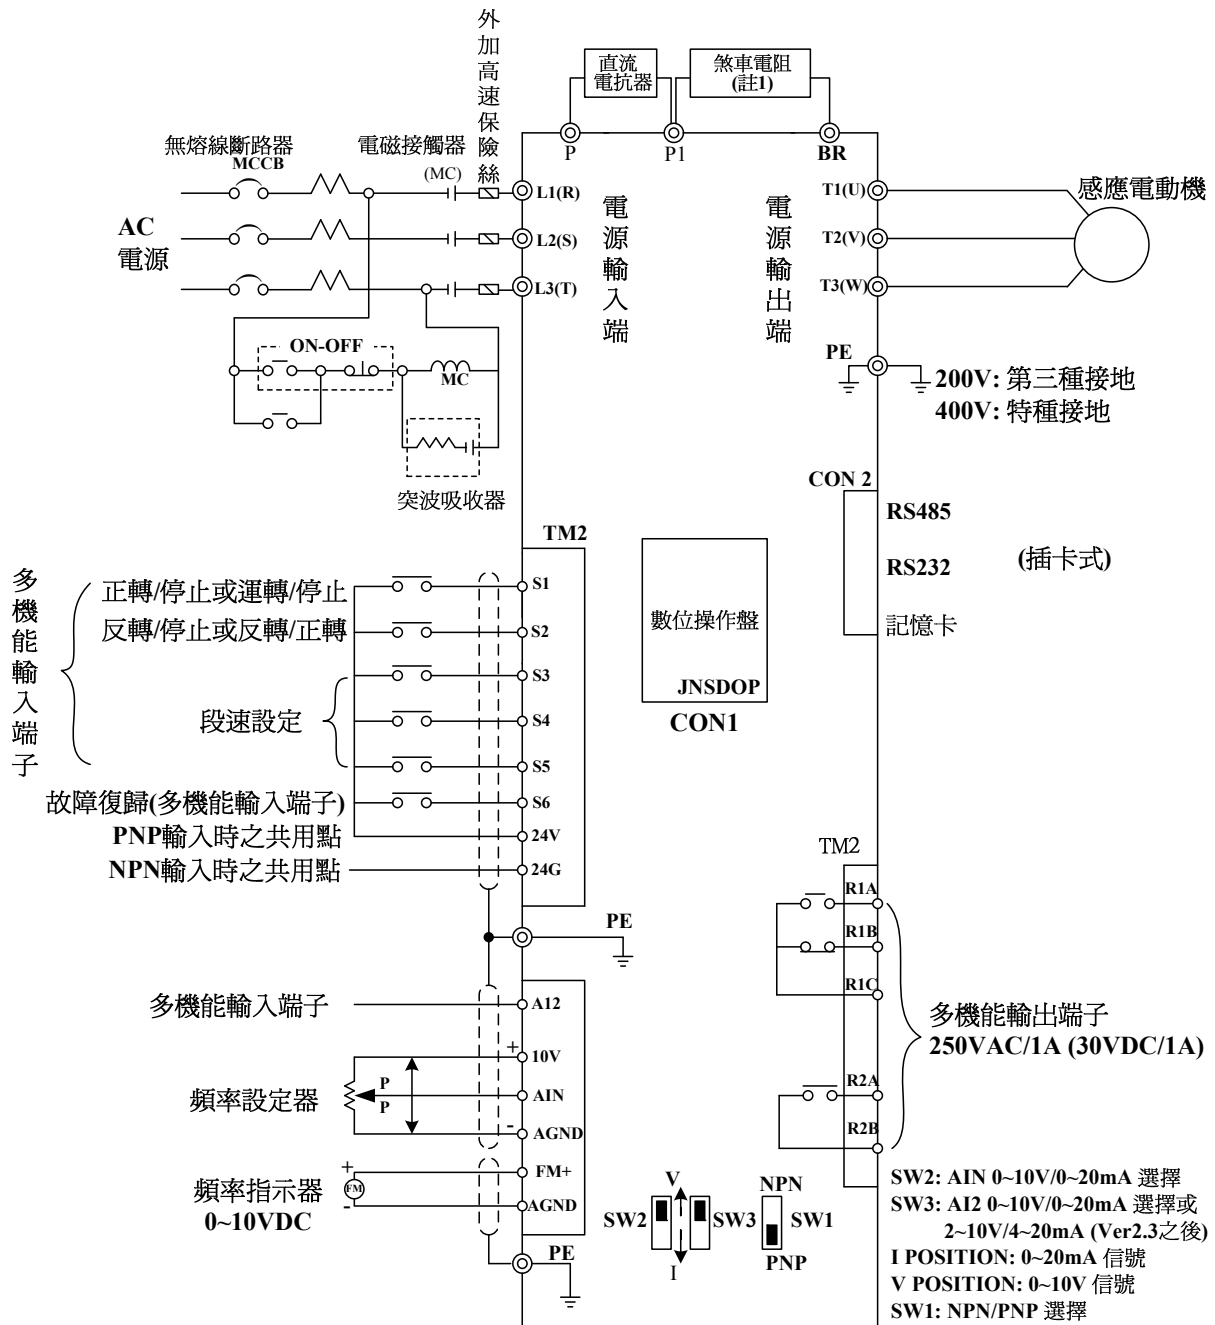 外加高速保險絲
直流
電抗器
煞車電阻
(註1)
P
P1
BR
無熔線斷路器
MCCB
電磁接觸器
(MC)
L1(R)
L2(S)
L3(T)
AC
電源
電源輸入端
電源輸出端
T1(U)
T2(V)
T3(W)
感應電動機
ON-OFF
MC
突波吸收器
PE
200V: 第三種接地
400V: 特種接地
CON 2
RS485
RS232
(插卡式)
記憶卡
TM2
多機能輸入端子
正轉/停止或運轉/停止
S1
反轉/停止或反轉/正轉
S2
S3
段速設定
S4
S5
故障復歸(多機能輸入端子)
S6
PNP輸入時之共用點
24V
NPN輸入時之共用點
24G
數位操作盤
JNSDOP
CON1
PE
TM2
R1A
R1B
R1C
R2A
R2B
多機能輸出端子
250VAC/1A (30VDC/1A)
多機能輸入端子
A12
+
10V
P
P
頻率設定器
AIN
-
AGND
+
FM+
FM
頻率指示器
-
AGND
0~10VDC
PE
V
SW2
SW3
I
NPN
SW1
PNP
SW2: AIN 0~10V/0~20mA 選擇
SW3: AI2 0~10V/0~20mA 選擇或
2~10V/4~20mA (Ver2.3之後)
I POSITION: 0~20mA 信號
V POSITION: 0~10V 信號
SW1: NPN/PNP 選擇